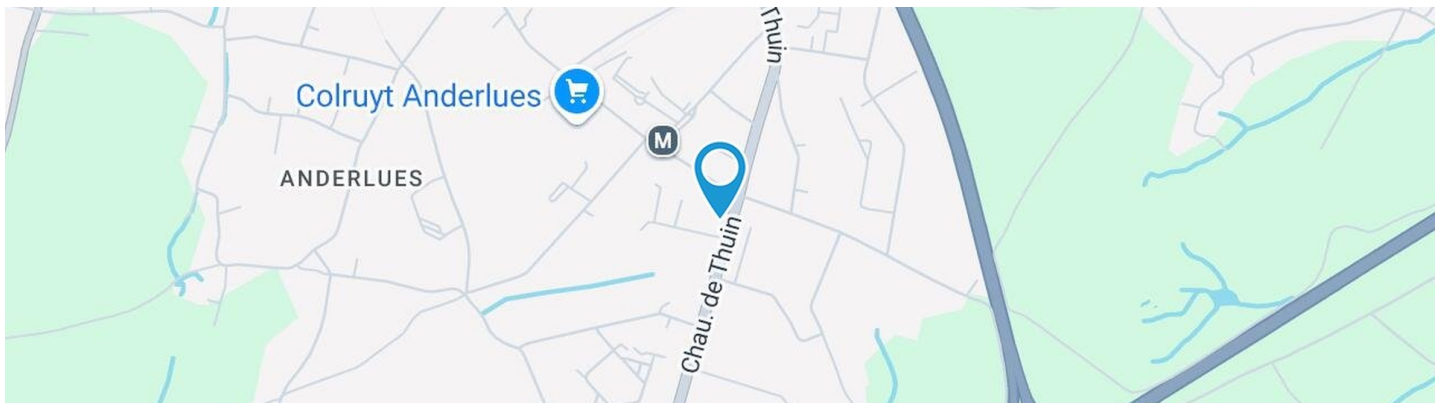 Thuin
Colruyt Anderlues
M
ANDERLUES
Chau. de Thuin